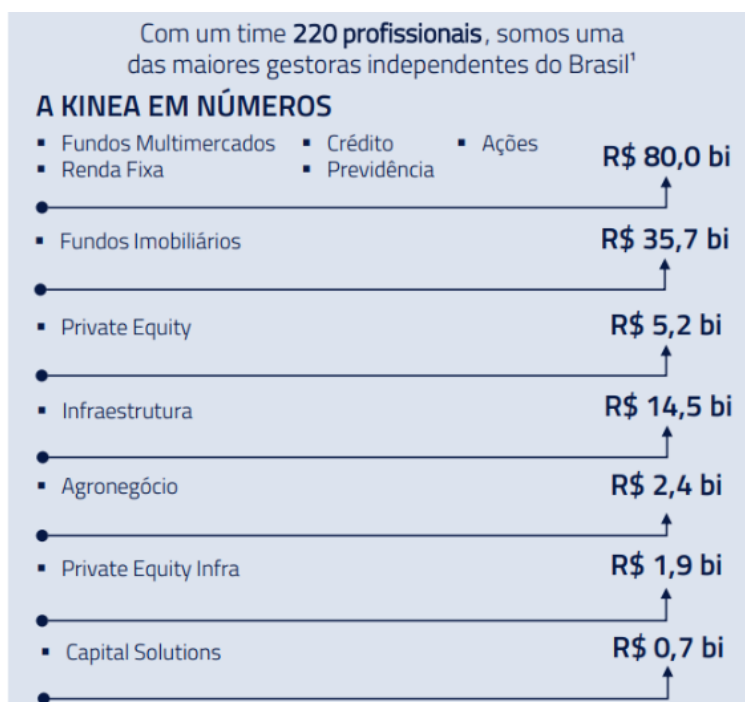 Com um time 220 profissionais, somos uma
das maiores gestoras independentes do Brasil¹
A KINEA EM NÚMEROS
▪ Fundos Multimercados ▪ Crédito ▪ Ações
▪ Renda Fixa ▪ Previdência
R$ 80,0 bi
▪ Fundos Imobiliários R$ 35,7 bi
▪ Private Equity R$ 5,2 bi
▪ Infraestrutura R$ 14,5 bi
▪ Agronegócio R$ 2,4 bi
▪ Private Equity Infra R$ 1,9 bi
▪ Capital Solutions R$ 0,7 bi